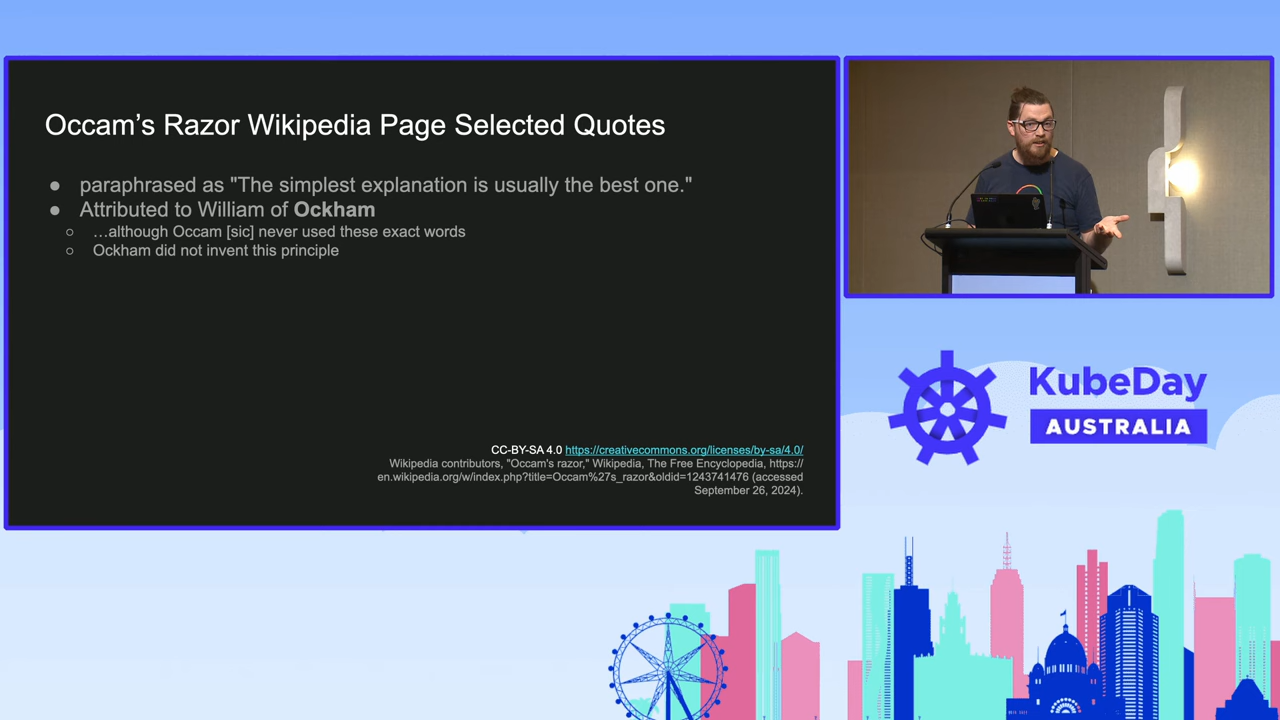 Occam's Razor Wikipedia Page Selected Quotes
● paraphrased as "The simplest explanation is usually the best one."
● Attributed to William of Ockham
○ …although Occam [sic] never used these exact words
○ Ockham did not invent this principle
CC-BY-SA 4.0 https://creativecommons.org/licenses/by-sa/4.0/
Wikipedia contributors, "Occam's razor," Wikipedia, The Free Encyclopedia, https://
en.wikipedia.org/w/index.php?title=Occam%27s_razor&oldid=1243741476 (accessed
September 26, 2024).
KubeDay
AUSTRALIA